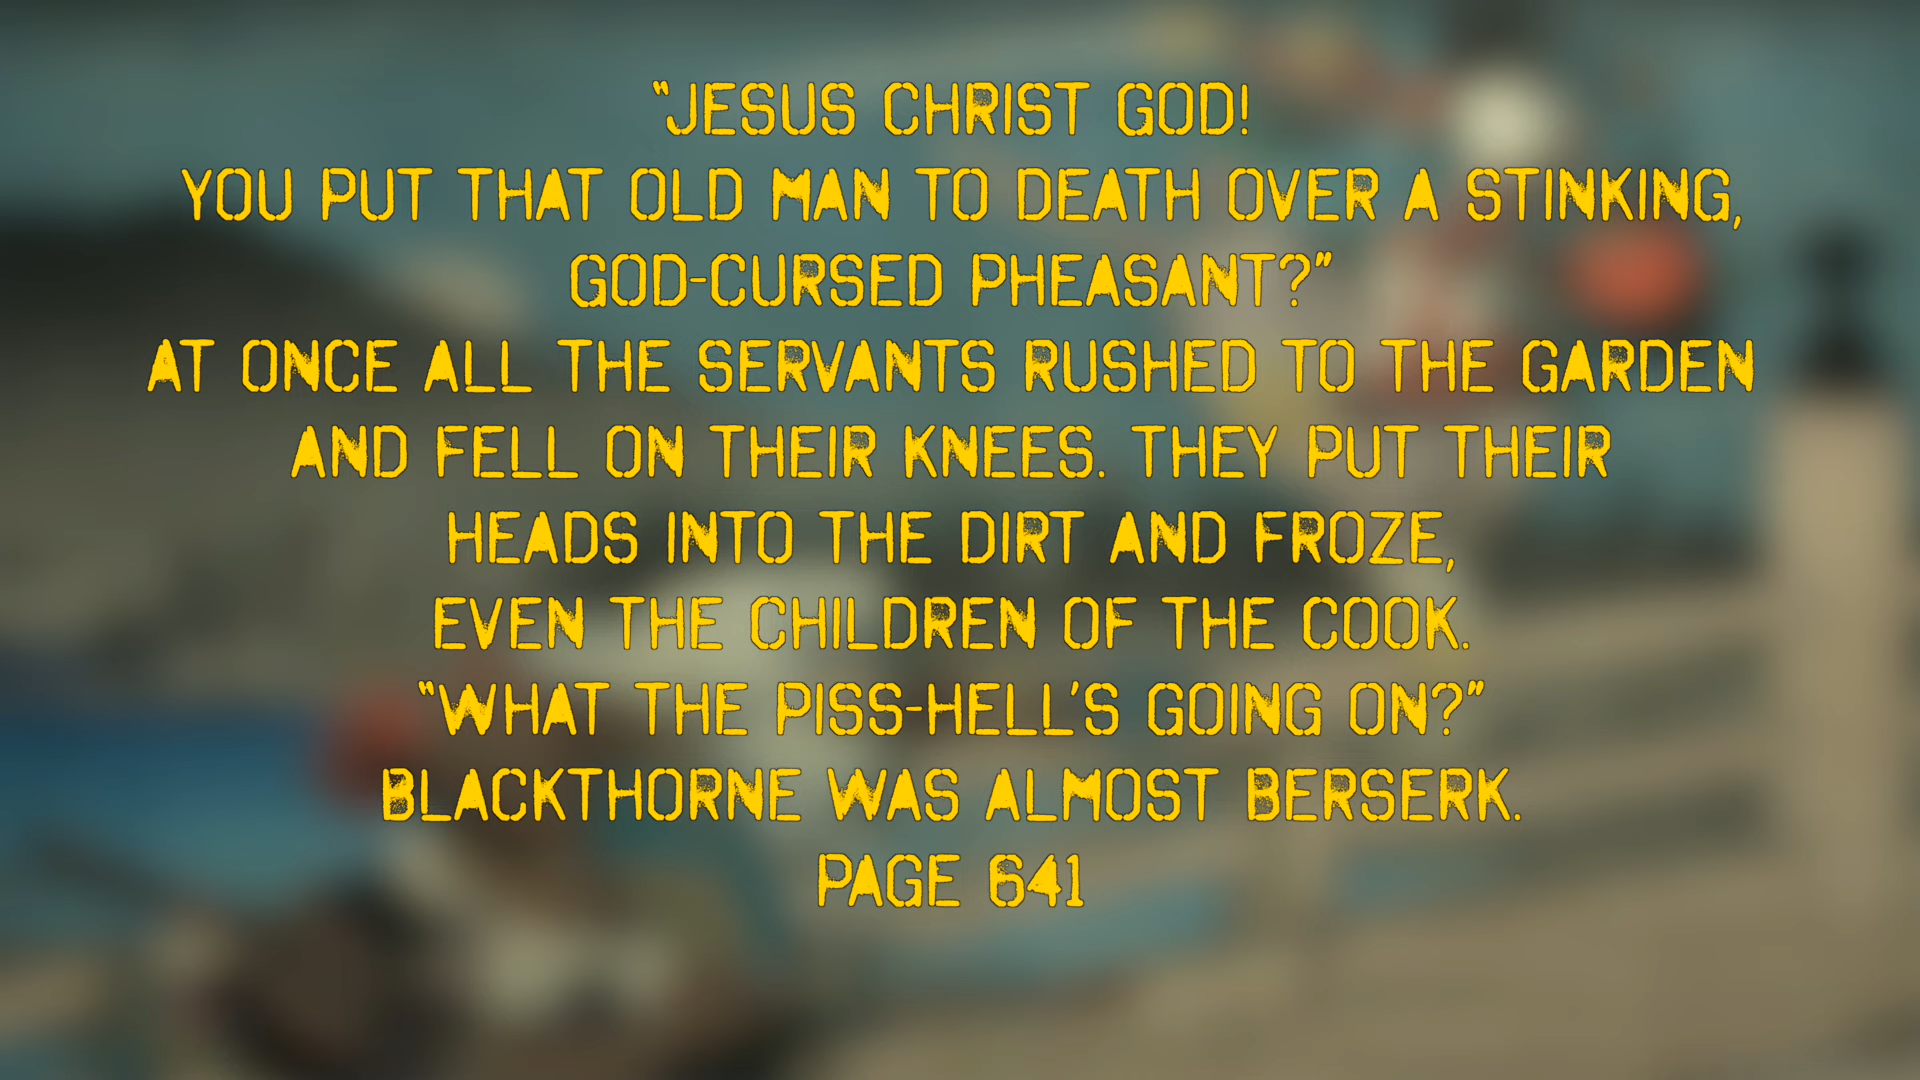 "JESUS CHRIST GOD!
YOU PUT THAT OLD MAN TO DEATH OVER A STINKING,
GOD-CURSED PHEASANT?"
AT ONCE ALL THE SERVANTS RUSHED TO THE GARDEN
AND FELL ON THEIR KNEES. THEY PUT THEIR
HEADS INTO THE DIRT AND FROZE,
EVEN THE CHILDREN OF THE COOK.
"WHAT THE PISS-HELL'S GOING ON?"
BLACKTHORNE WAS ALMOST BERSERK.
PAGE 641